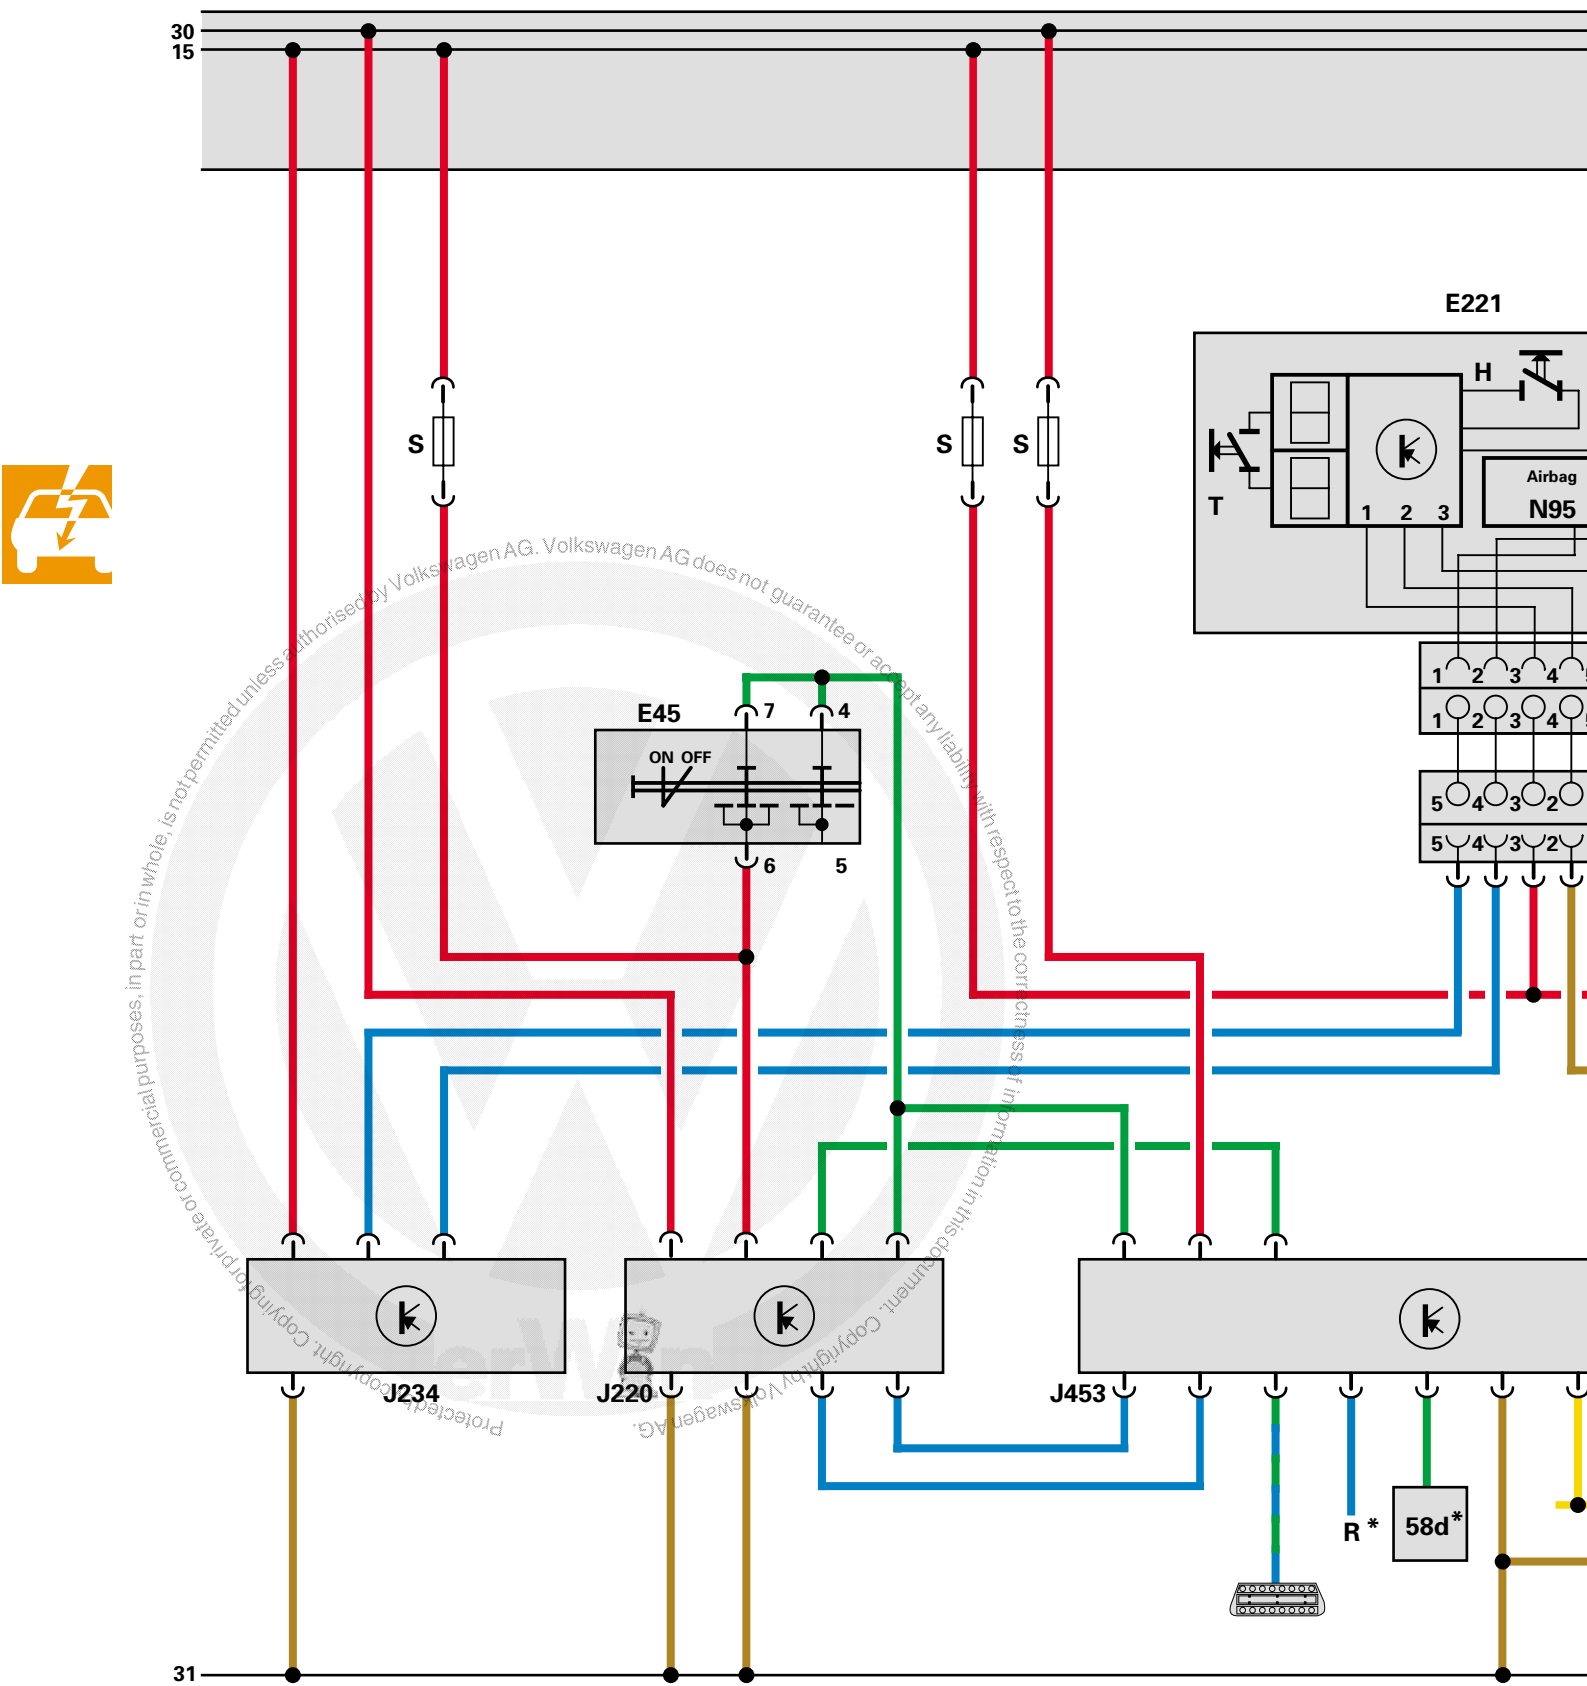 30
15
E221
H
S
S
S
T
1 2 3
Airbag
N95
Protected by copyright. Copying for private or commercial purposes, in part or in whole, is not permitted unless authorised by Volkswagen AG. Volkswagen AG does not guarantee or accept any liability with respect to the correctness of information in this document. Copyright by Volkswagen AG.
1 2 3 4
1 2 3 4
E45
7
4
ON OFF
6
5
5 4 3 2
5 4 3 2
erWin
J234
J220
J453
R *
58d*
31